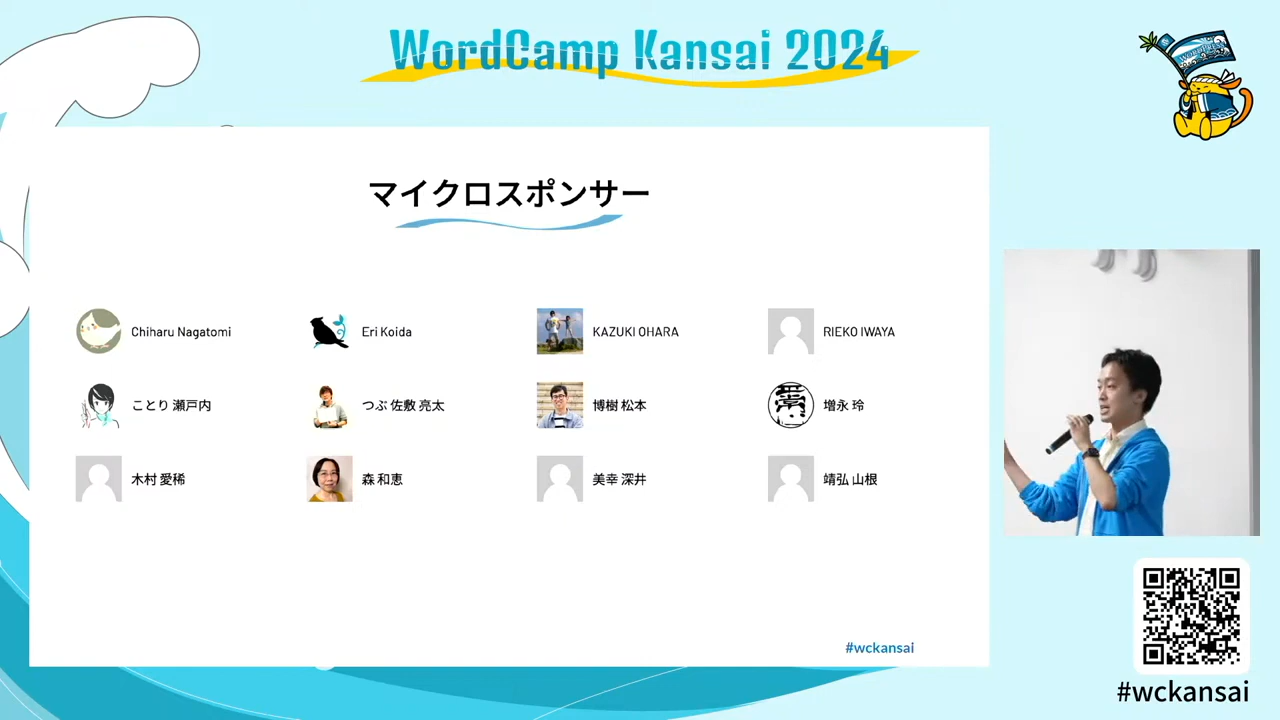 WordCamp Kansai 2024
マイクロスポンサー
Chiharu Nagatomi
Eri Koida
KAZUKI OHARA
RIEKO IWAYA
ことり 瀬戸内
つぶ 佐敷 亮太
博樹 松本
増永 玲
木村 愛稀
森 和恵
美幸 深井
靖弘 山根
#wckansai
#wckansai